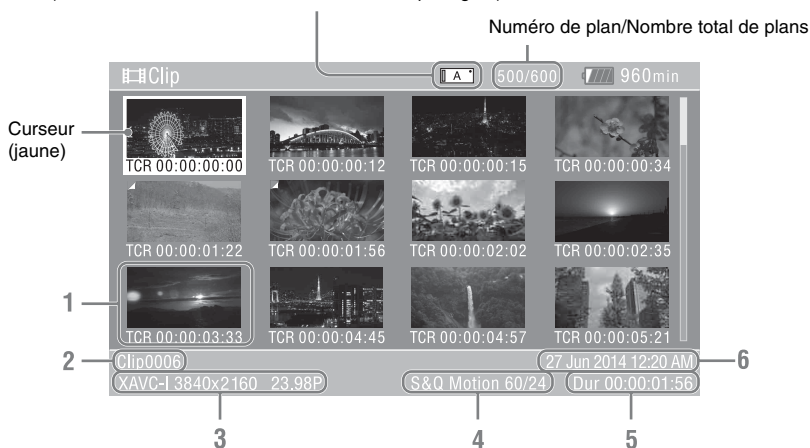 Numéro de plan/Nombre total de plans
Clip A 500/600 960min
Curseur
(jaune)
TCR 00:00:00:00 TCR 00:00:00:12 TCR 00:00:00:15 TCR 00:00:00:34
TCR 00:00:01:22 TCR 00:00:01:56 TCR 00:00:02:02 TCR 00:00:02:35
1
TCR 00:00:03:33 TCR 00:00:04:45 TCR 00:00:04:57 TCR 00:00:05:21
2 Clip0006 27 Jun 2014 12:20 AM 6
XAVC-I 3840x2160 23.98P S&Q Motion 60/24 Dur 00:00:01:56
3 4 5